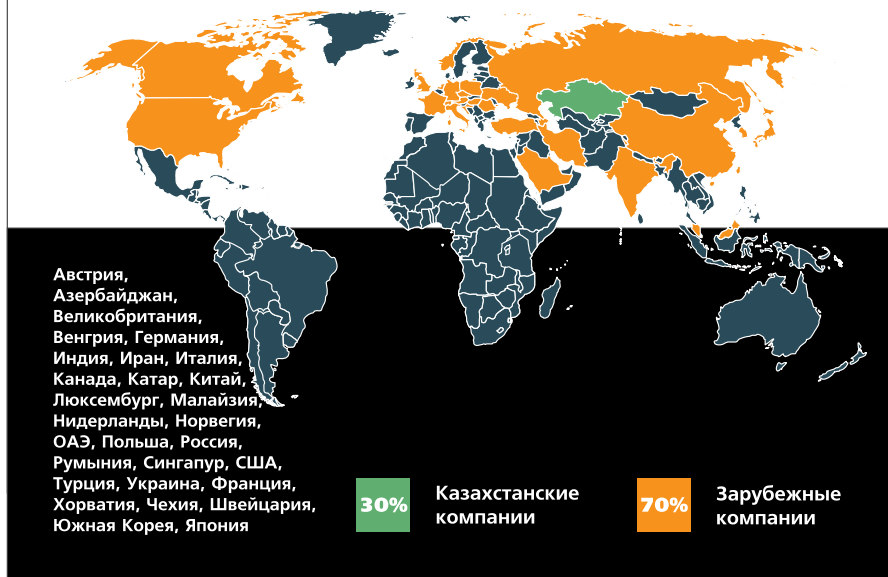 Австрия,
Азербайджан,
Великобритания,
Венгрия, Германия,
Индия, Иран, Италия,
Канада, Катар, Китай,
Люксембург, Малайзия,
Нидерланды, Норвегия,
ОАЭ, Польша, Россия,
Румыния, Сингапур, США,
Турция, Украина, Франция,
Хорватия, Чехия, Швейцария,
Южная Корея, Япония
30%
Казахстанские
компании
70%
Зарубежные
компании